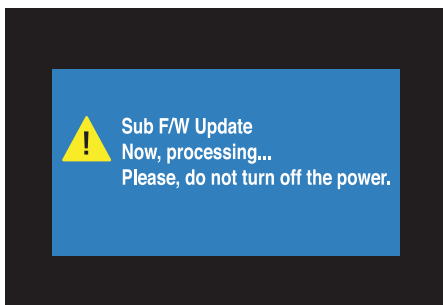 Sub F/W Update
Now, processing...
Please, do not turn off the power.